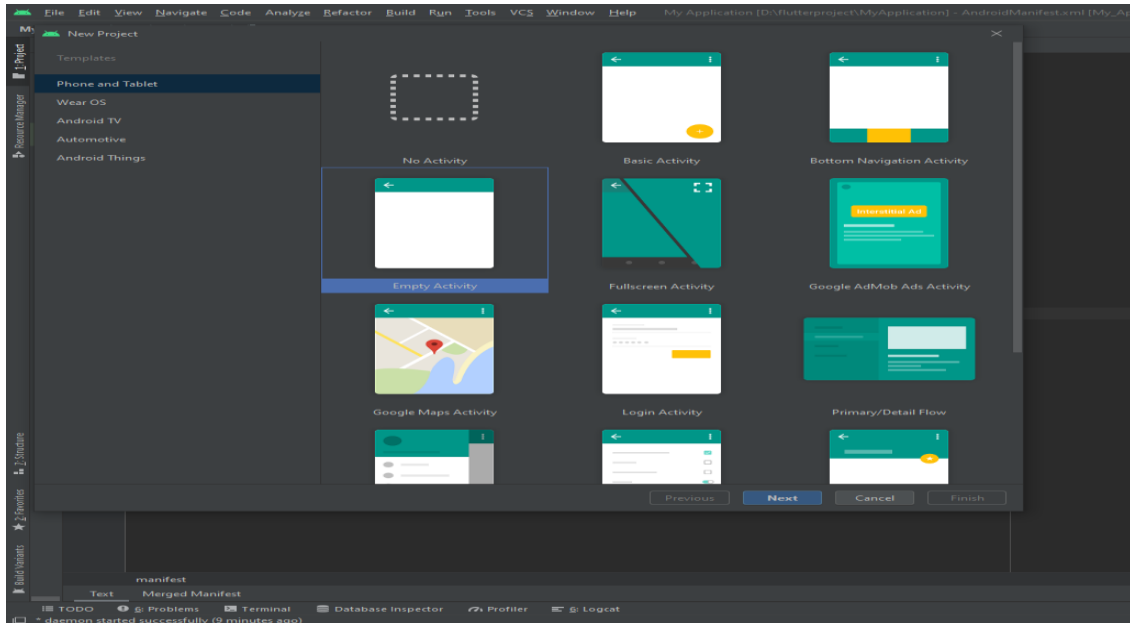 File Edit View Navigate Code Analyze Refactor Build Run Tools VCS Window Help My Application [D:\flutterproject\MyApplication] - AndroidManifest.xml [My_Ap
My
New Project
Templates
Phone and Tablet
Wear OS
Android TV
Automotive
Android Things
No Activity
Basic Activity
Bottom Navigation Activity
Interstitial Ad
Empty Activity
Fullscreen Activity
Google AdMob Ads Activity
Google Maps Activity
Login Activity
Primary/Detail Flow
Previous Next Cancel Finish
1: Project
Resource Manager
7: Structure
2: Favorites
Build Variants
manifest
Text Merged Manifest
TODO 6: Problems Terminal Database Inspector Profiler 6: Logcat
* daemon started successfully (9 minutes ago)